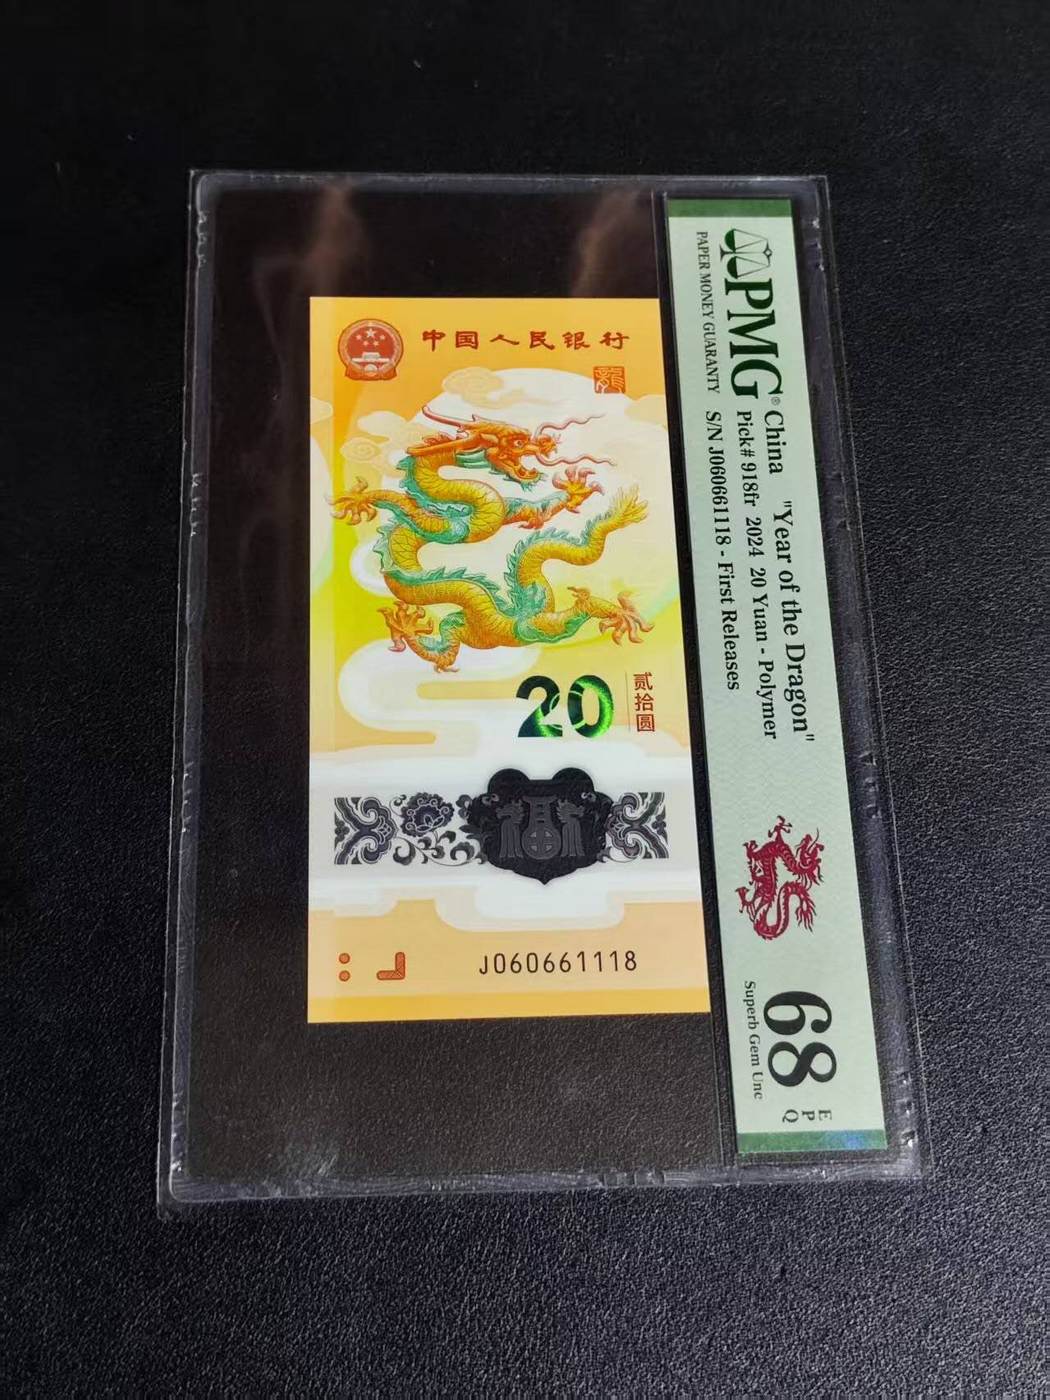 中国人民银行
龍
20
贰拾圆
J060661118
PMG®
PAPER MONEY GUARANTY
China "Year of the Dragon"
Pick# 918fr 2024 20 Yuan - Polymer
S/N J060661118 - First Releases
68
EPQ
Superb Gem Unc